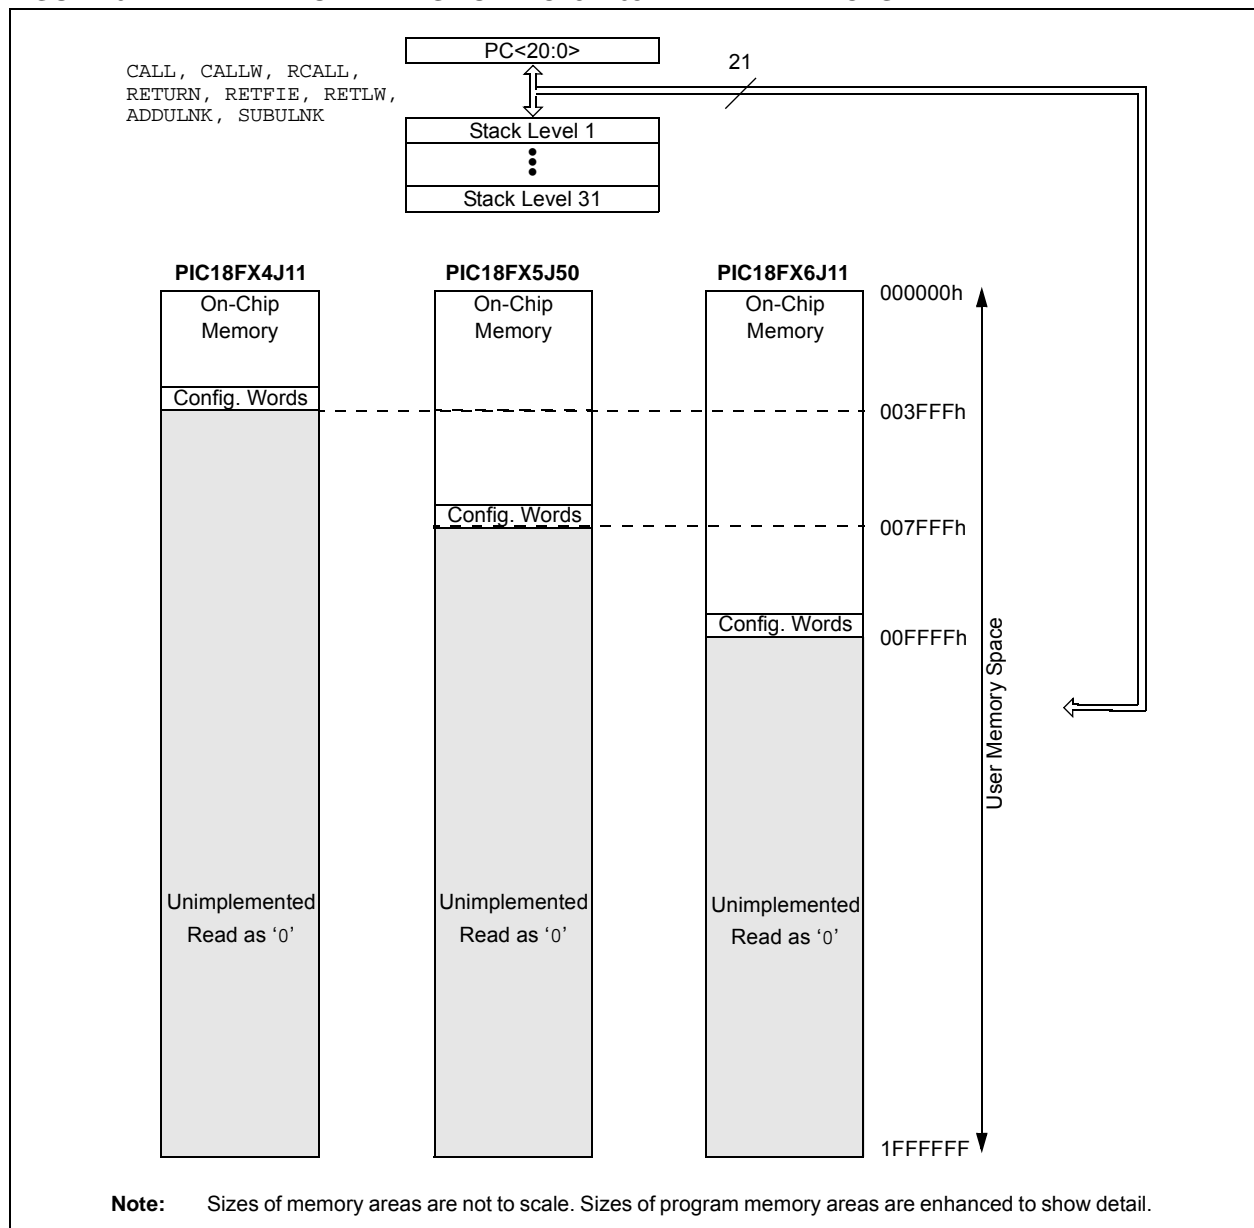 PC<20:0>
21
CALL, CALLW, RCALL,
RETURN, RETFIE, RETLW,
ADDULNK, SUBULNK
Stack Level 1
Stack Level 31
PIC18FX4J11
PIC18FX5J50
PIC18FX6J11
On-Chip
Memory
On-Chip
Memory
On-Chip
Memory
000000h
Config. Words
003FFFh
Config. Words
007FFFh
Config. Words
00FFFFh
User Memory Space
Unimplemented
Read as ‘0’
Unimplemented
Read as ‘0’
Unimplemented
Read as ‘0’
1FFFFFF
Note: Sizes of memory areas are not to scale. Sizes of program memory areas are enhanced to show detail.